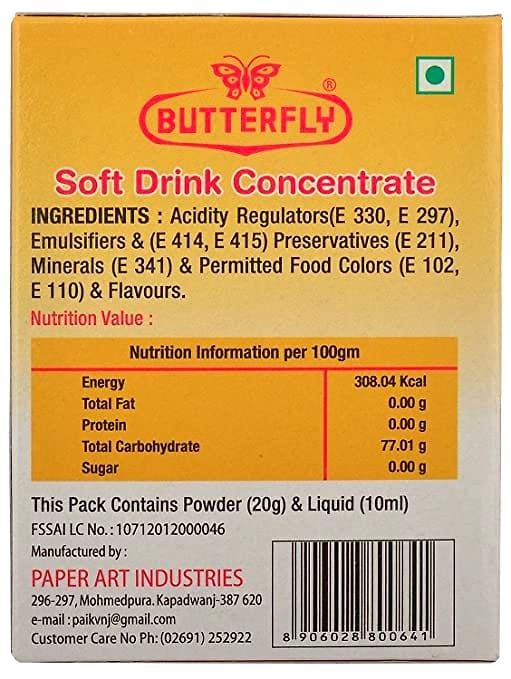 ®
BUTTERFLY
Soft Drink Concentrate
INGREDIENTS : Acidity Regulators(E 330, E 297),
Emulsifiers & (E 414, E 415) Preservatives (E 211),
Minerals (E 341) & Permitted Food Colors (E 102,
E 110) & Flavours.
Nutrition Value :
Nutrition Information per 100gm
Energy 308.04 Kcal
Total Fat 0.00 g
Protein 0.00 g
Total Carbohydrate 77.01 g
Sugar 0.00 g
This Pack Contains Powder (20g) & Liquid (10ml)
FSSAI LC No. : 10712012000046
Manufactured by :
PAPER ART INDUSTRIES
296-297, Mohmedpura. Kapadwanj-387 620
e-mail : paikvnj@gmail.com
Customer Care No Ph: (02691) 252922
8 906028 800641